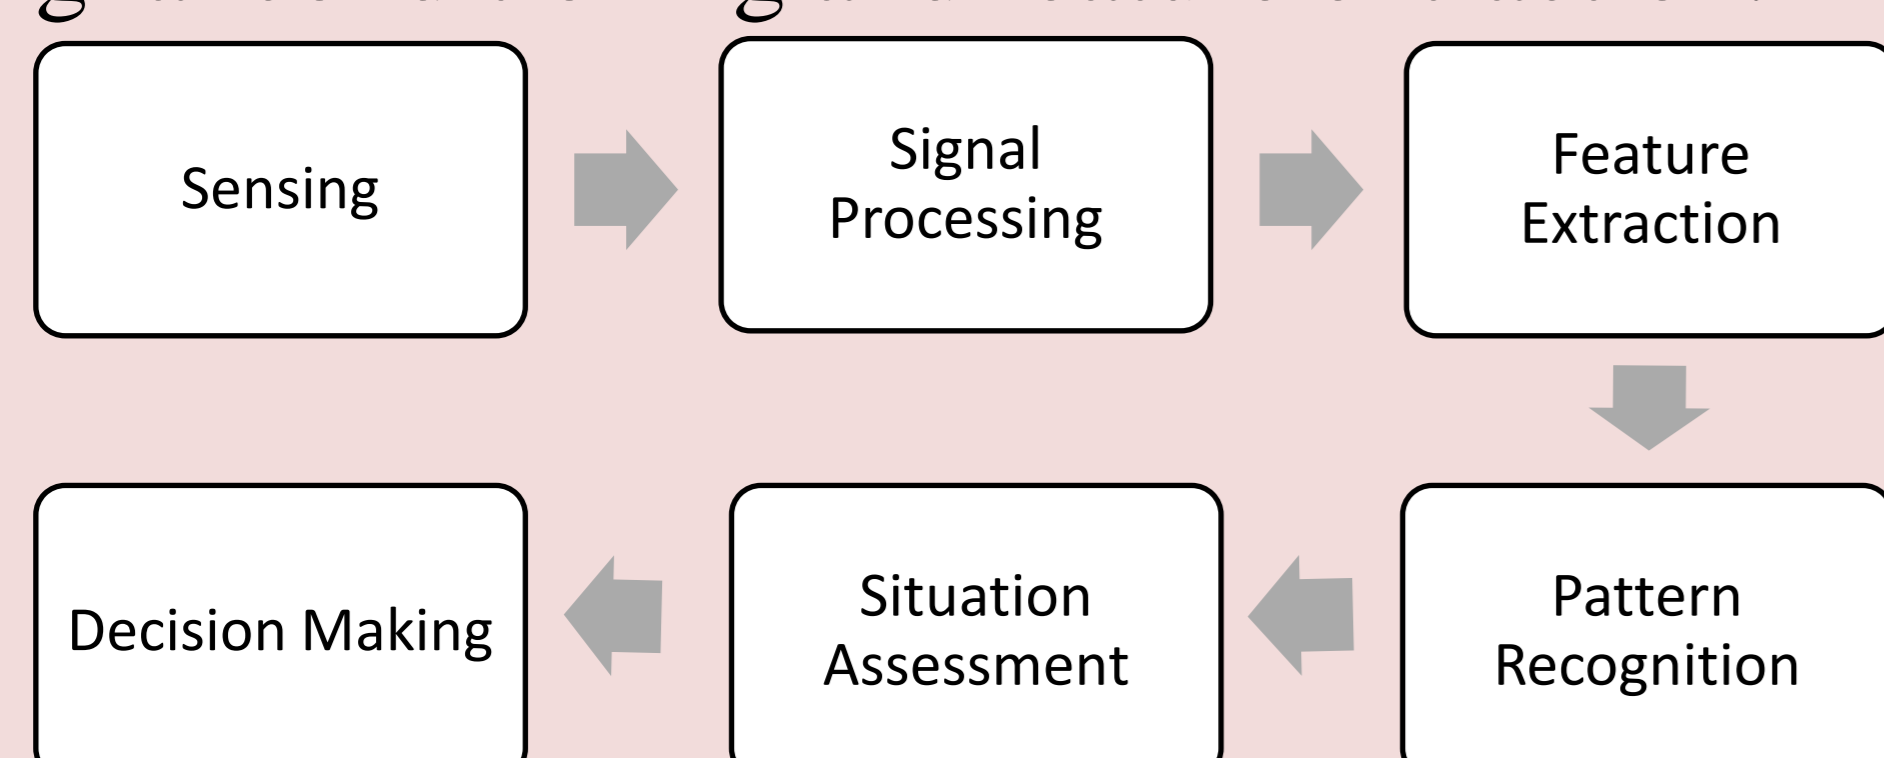 Sensing
Signal
Processing
Feature
Extraction
Decision Making
Situation
Assessment
Pattern
Recognition